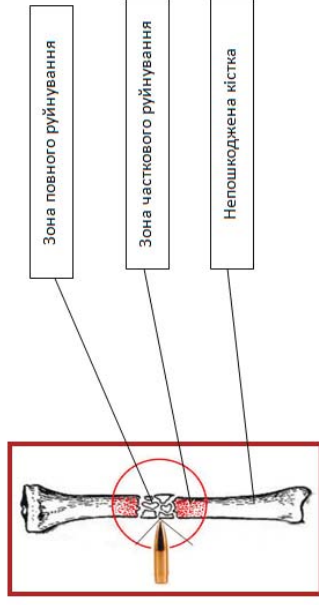 Зона повного руйнування
Зона часткового руйнування
Непошкоджена кістка